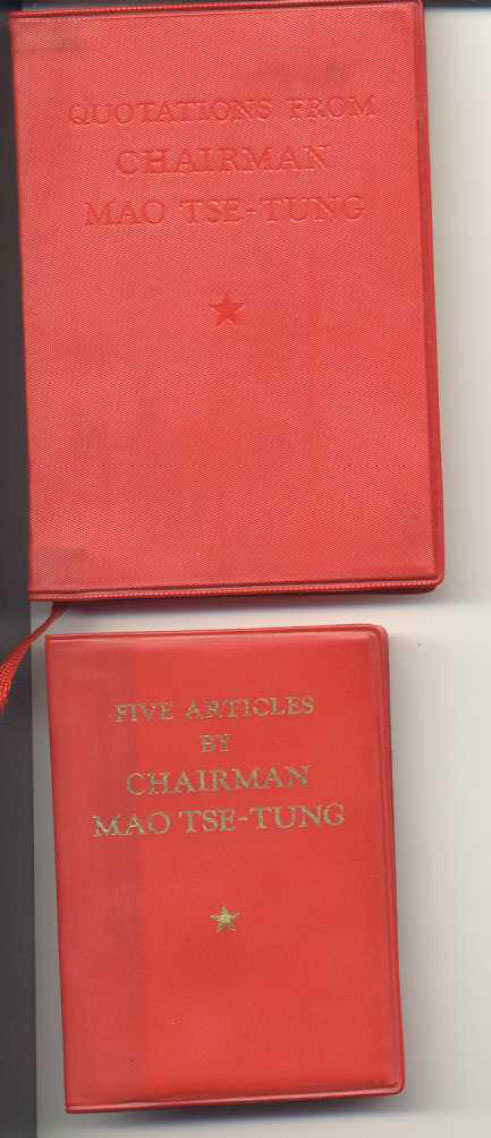 QUOTATIONS FROM
CHAIRMAN
MAO TSE-TUNG
FIVE ARTICLES
BY
CHAIRMAN
MAO TSE-TUNG